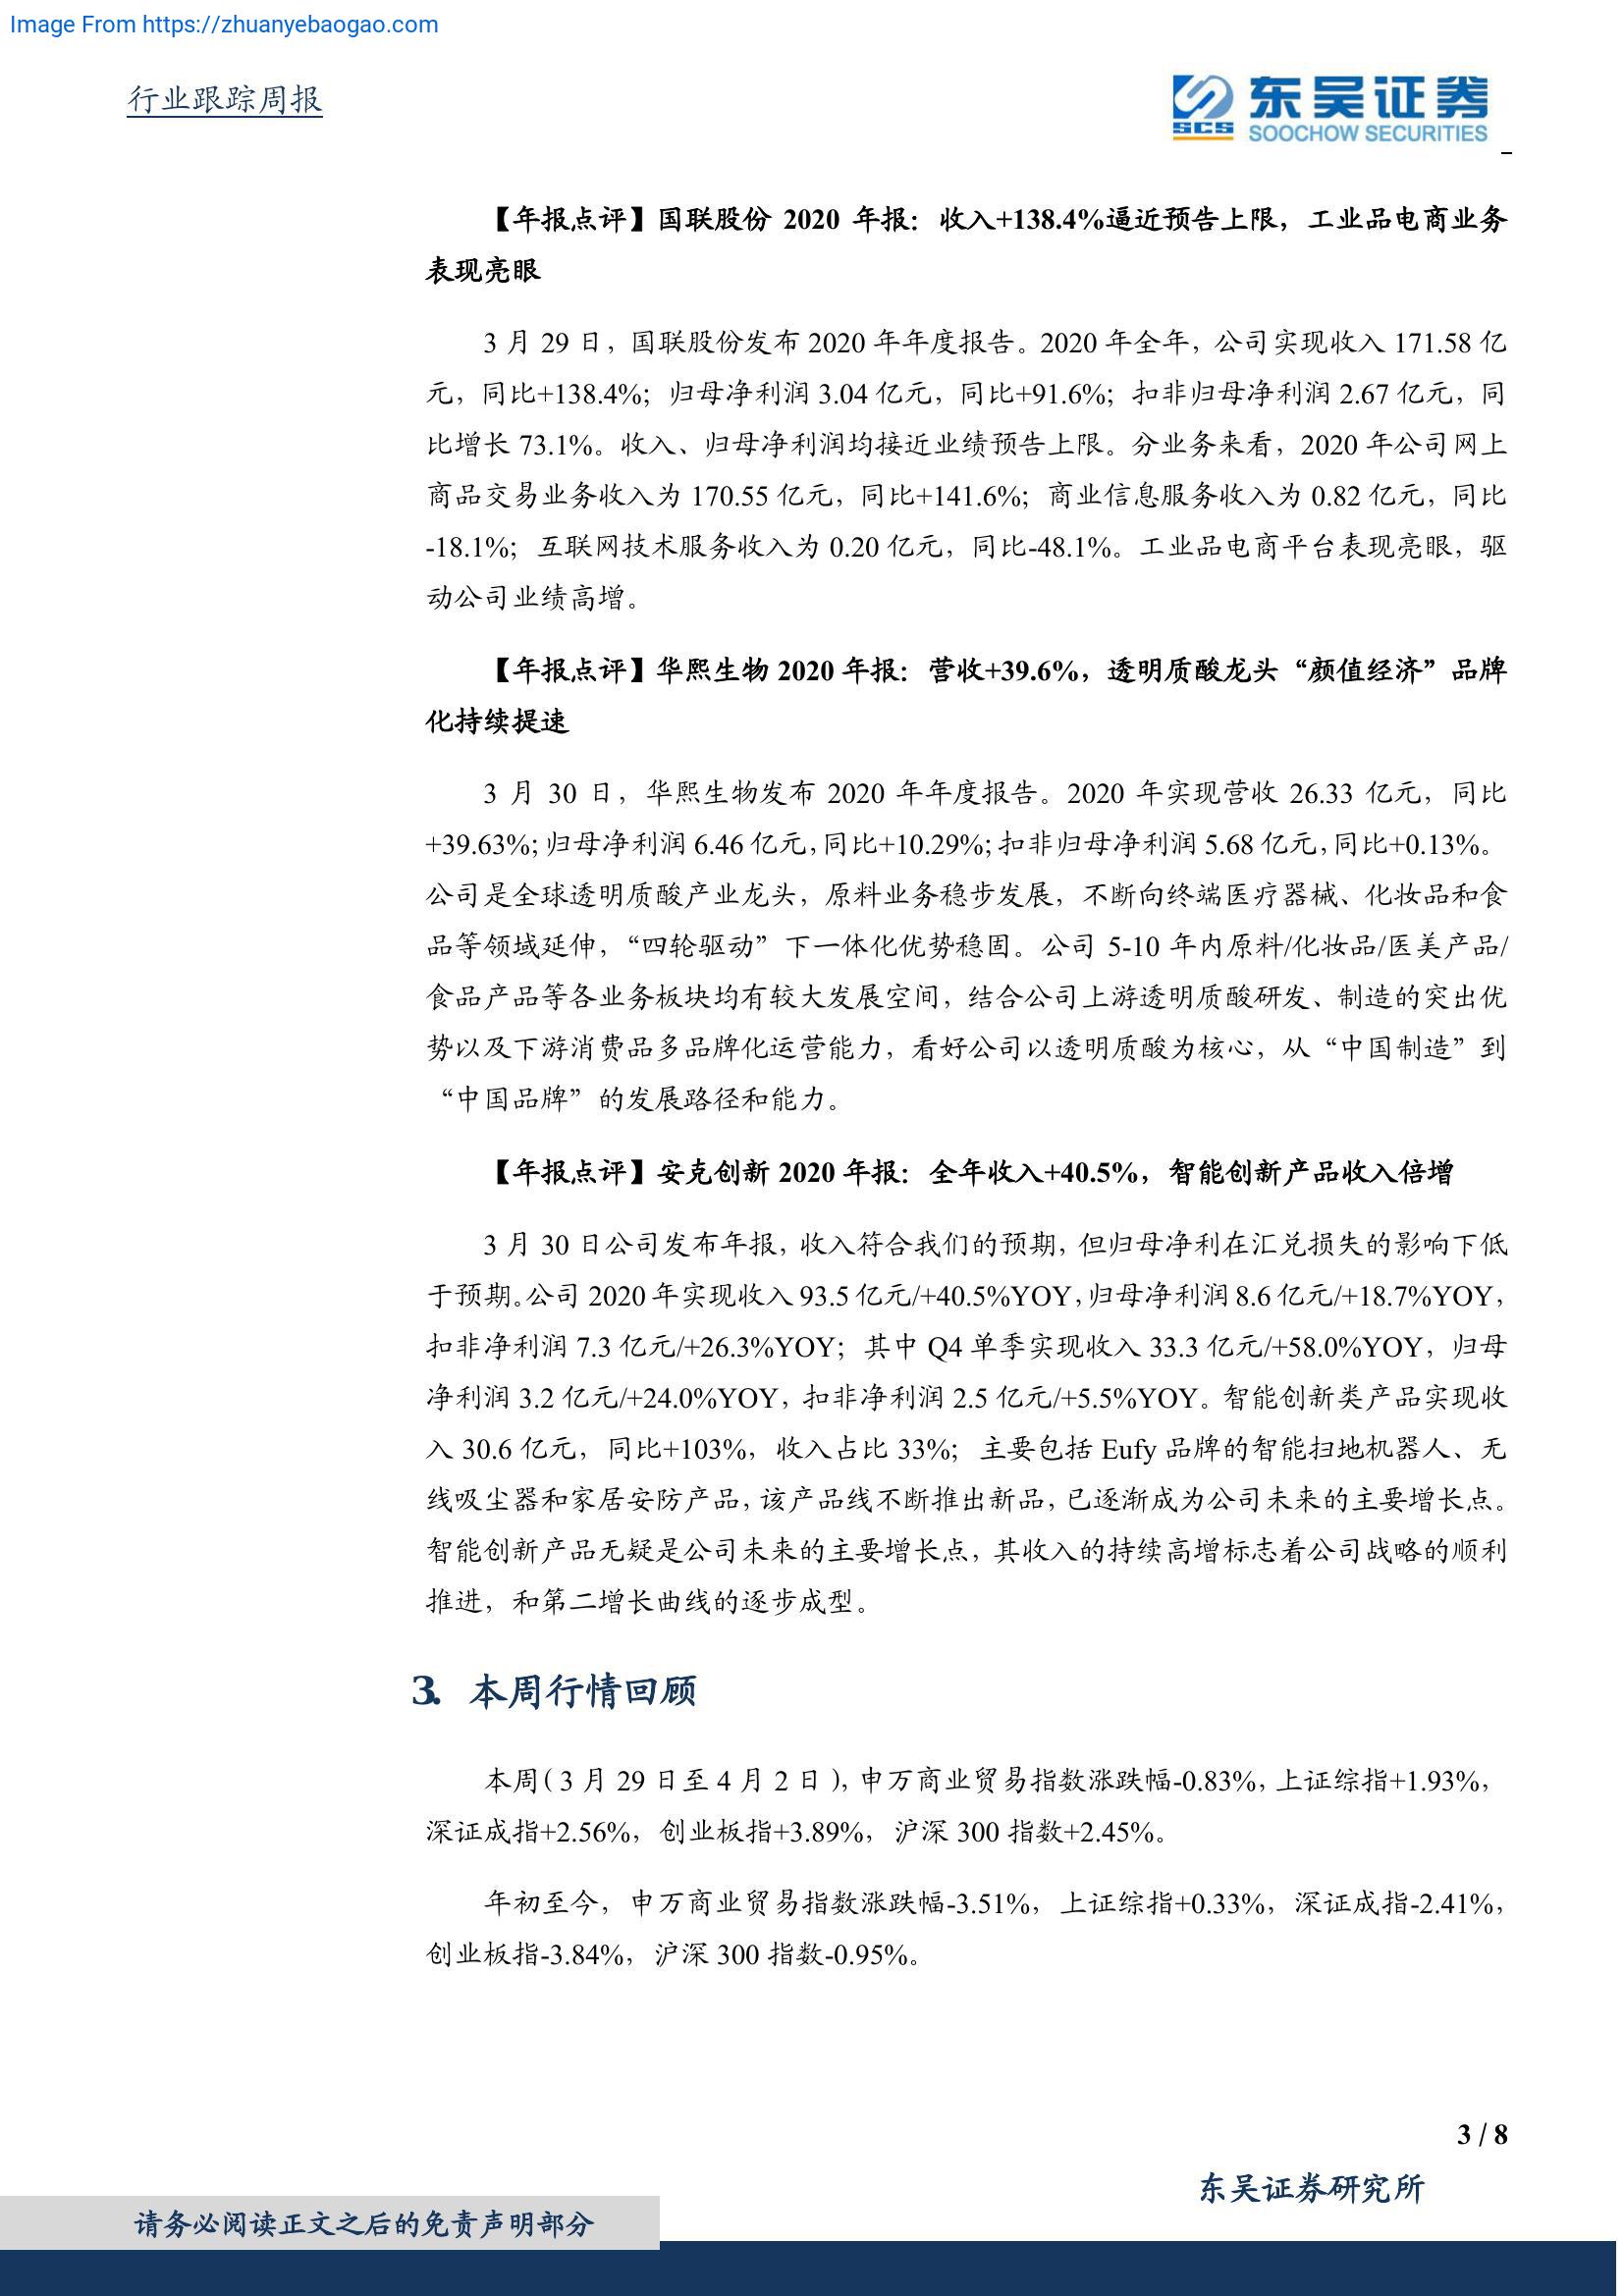 Image From https://zhuanyebaogao.com
行业跟踪周报
东吴证券
SCS
SOOCHOW SECURITIES
【年报点评】国联股份 2020 年报：收入+138.4%逼近预告上限，工业品电商业务
表现亮眼
3 月 29 日，国联股份发布 2020 年年度报告。2020 年全年，公司实现收入 171.58 亿
元，同比+138.4%；归母净利润 3.04 亿元，同比+91.6%；扣非归母净利润 2.67 亿元，同
比增长 73.1%。收入、归母净利润均接近业绩预告上限。分业务来看，2020 年公司网上
商品交易业务收入为 170.55 亿元，同比+141.6%；商业信息服务收入为 0.82 亿元，同比
-18.1%；互联网技术服务收入为 0.20 亿元，同比-48.1%。工业品电商平台表现亮眼，驱
动公司业绩高增。
【年报点评】华熙生物 2020 年报：营收+39.6%，透明质酸龙头“颜值经济”品牌
化持续提速
3 月 30 日，华熙生物发布 2020 年年度报告。2020 年实现营收 26.33 亿元，同比
+39.63%；归母净利润 6.46 亿元，同比+10.29%；扣非归母净利润 5.68 亿元，同比+0.13%。
公司是全球透明质酸产业龙头，原料业务稳步发展，不断向终端医疗器械、化妆品和食
品等领域延伸，“四轮驱动”下一体化优势稳固。公司 5-10 年内原料/化妆品/医美产品/
食品产品等各业务板块均有较大发展空间，结合公司上游透明质酸研发、制造的突出优
势以及下游消费品多品牌化运营能力，看好公司以透明质酸为核心，从“中国制造”到
“中国品牌”的发展路径和能力。
【年报点评】安克创新 2020 年报：全年收入+40.5%，智能创新产品收入倍增
3 月 30 日公司发布年报，收入符合我们的预期，但归母净利在汇兑损失的影响下低
于预期。公司 2020 年实现收入 93.5 亿元/+40.5%YOY，归母净利润 8.6 亿元/+18.7%YOY，
扣非净利润 7.3 亿元/+26.3%YOY；其中 Q4 单季实现收入 33.3 亿元/+58.0%YOY，归母
净利润 3.2 亿元/+24.0%YOY，扣非净利润 2.5 亿元/+5.5%YOY。智能创新类产品实现收
入 30.6 亿元，同比+103%，收入占比 33%；主要包括 Eufy 品牌的智能扫地机器人、无
线吸尘器和家居安防产品，该产品线不断推出新品，已逐渐成为公司未来的主要增长点。
智能创新产品无疑是公司未来的主要增长点，其收入的持续高增标志着公司战略的顺利
推进，和第二增长曲线的逐步成型。
3. 本周行情回顾
本周（3 月 29 日至 4 月 2 日），申万商业贸易指数涨跌幅-0.83%，上证综指+1.93%，
深证成指+2.56%，创业板指+3.89%，沪深 300 指数+2.45%。
年初至今，申万商业贸易指数涨跌幅-3.51%，上证综指+0.33%，深证成指-2.41%，
创业板指-3.84%，沪深 300 指数-0.95%。
3 / 8
东吴证券研究所
请务必阅读正文之后的免责声明部分